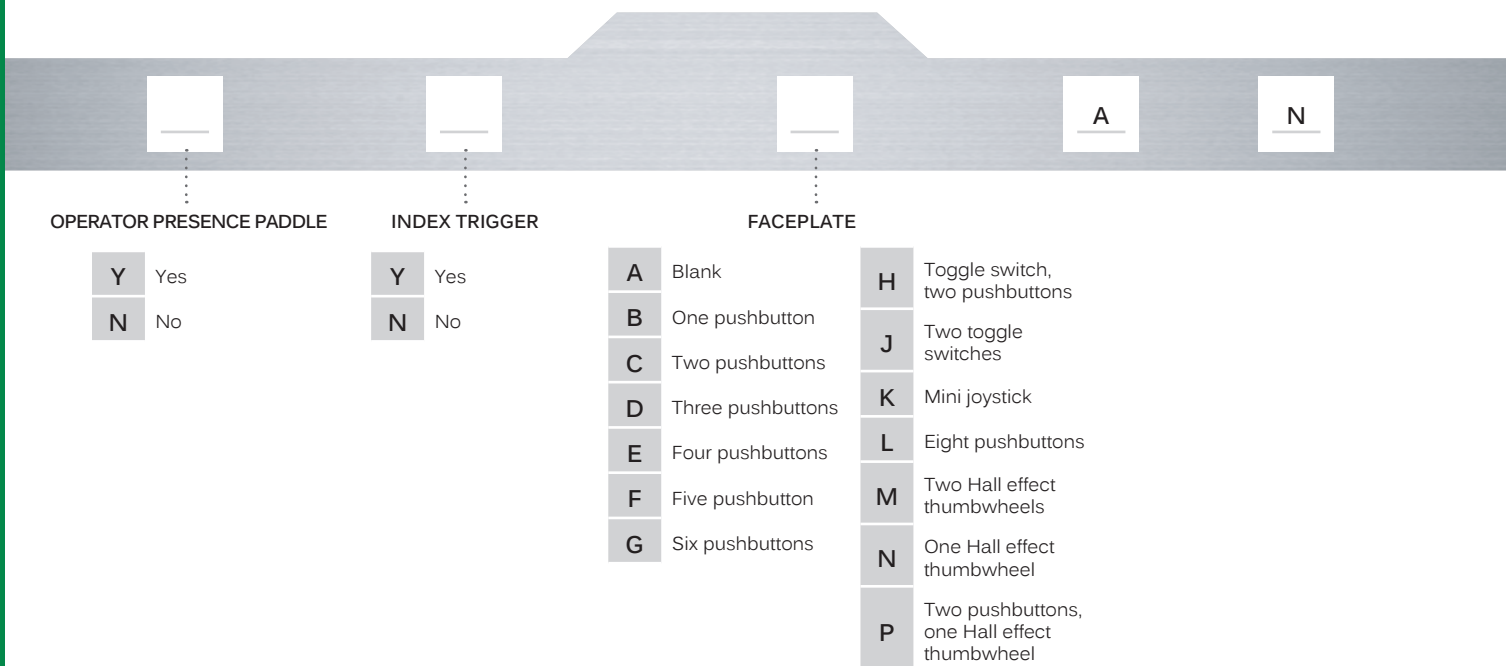 A
N
OPERATOR PRESENCE PADDLE
Y Yes
N No
INDEX TRIGGER
Y Yes
N No
FACEPLATE
A Blank
B One pushbutton
C Two pushbuttons
D Three pushbuttons
E Four pushbuttons
F Five pushbutton
G Six pushbuttons
H Toggle switch,
two pushbuttons
J Two toggle
switches
K Mini joystick
L Eight pushbuttons
M Two Hall effect
thumbwheels
N One Hall effect
thumbwheel
P Two pushbuttons,
one Hall effect
thumbwheel